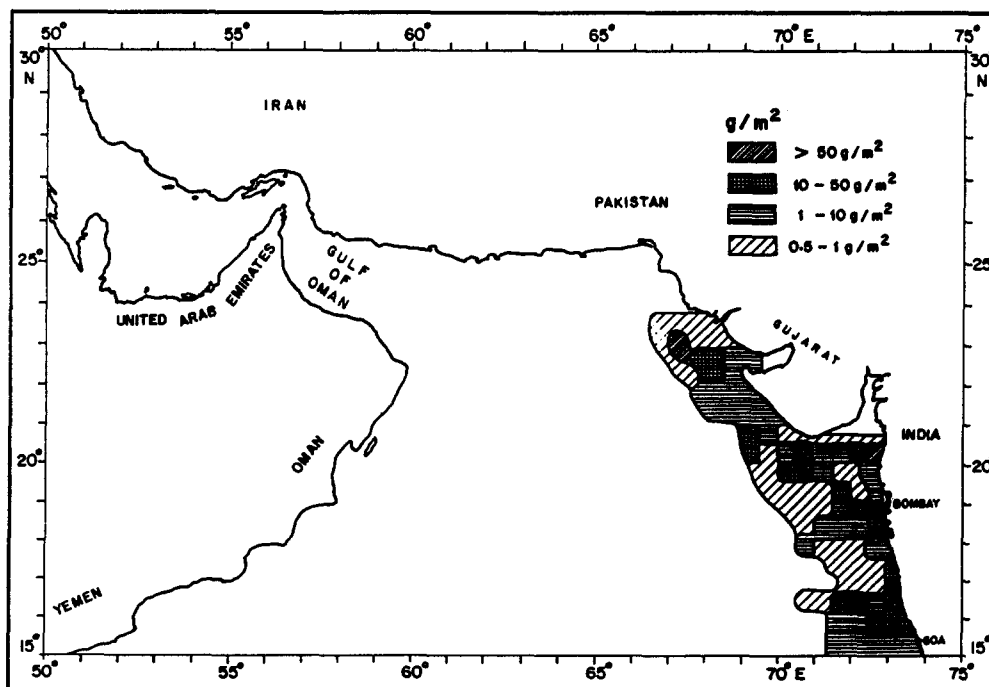 50° 55° 60° 65° 70° E 75°
30° N
30° N
IRAN
g/m²
> 50 g/m²
10 – 50 g/m²
1 – 10 g/m²
0.5 – 1 g/m²
PAKISTAN
25°
25°
GULF
OF
OMAN
UNITED ARAB EMIRATES
GUJARAT
INDIA
20°
20°
OMAN
BOMBAY
YEMEN
GOA
15°
15°
50° 55° 60° 65° 70° E 75°